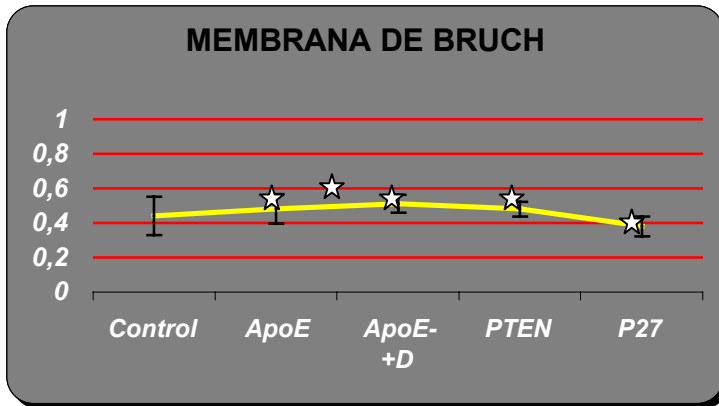 MEMBRANA DE BRUCH
1
0,8
0,6
0,4
0,2
0
Control ApoE ApoE- PTEN P27
+D